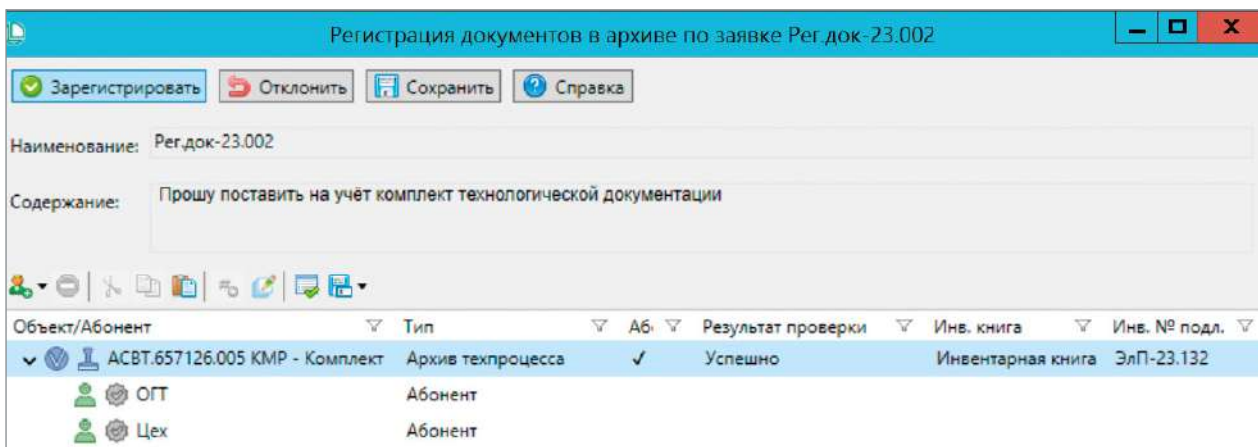 Регистрация документов в архиве по заявке Рег.док-23.002
Зарегистрировать Отклонить Сохранить Справка
Наименование: Рег.док-23.002
Содержание: Прошу поставить на учёт комплект технологической документации
Объект/Абонент Тип Аб Результат проверки Инв. книга Инв. № подл.
АСВТ.657126.005 КМР - Комплект Архив техпроцесса ✓ Успешно Инвентарная книга ЭлП-23.132
ОГТ Абонент
Цех Абонент